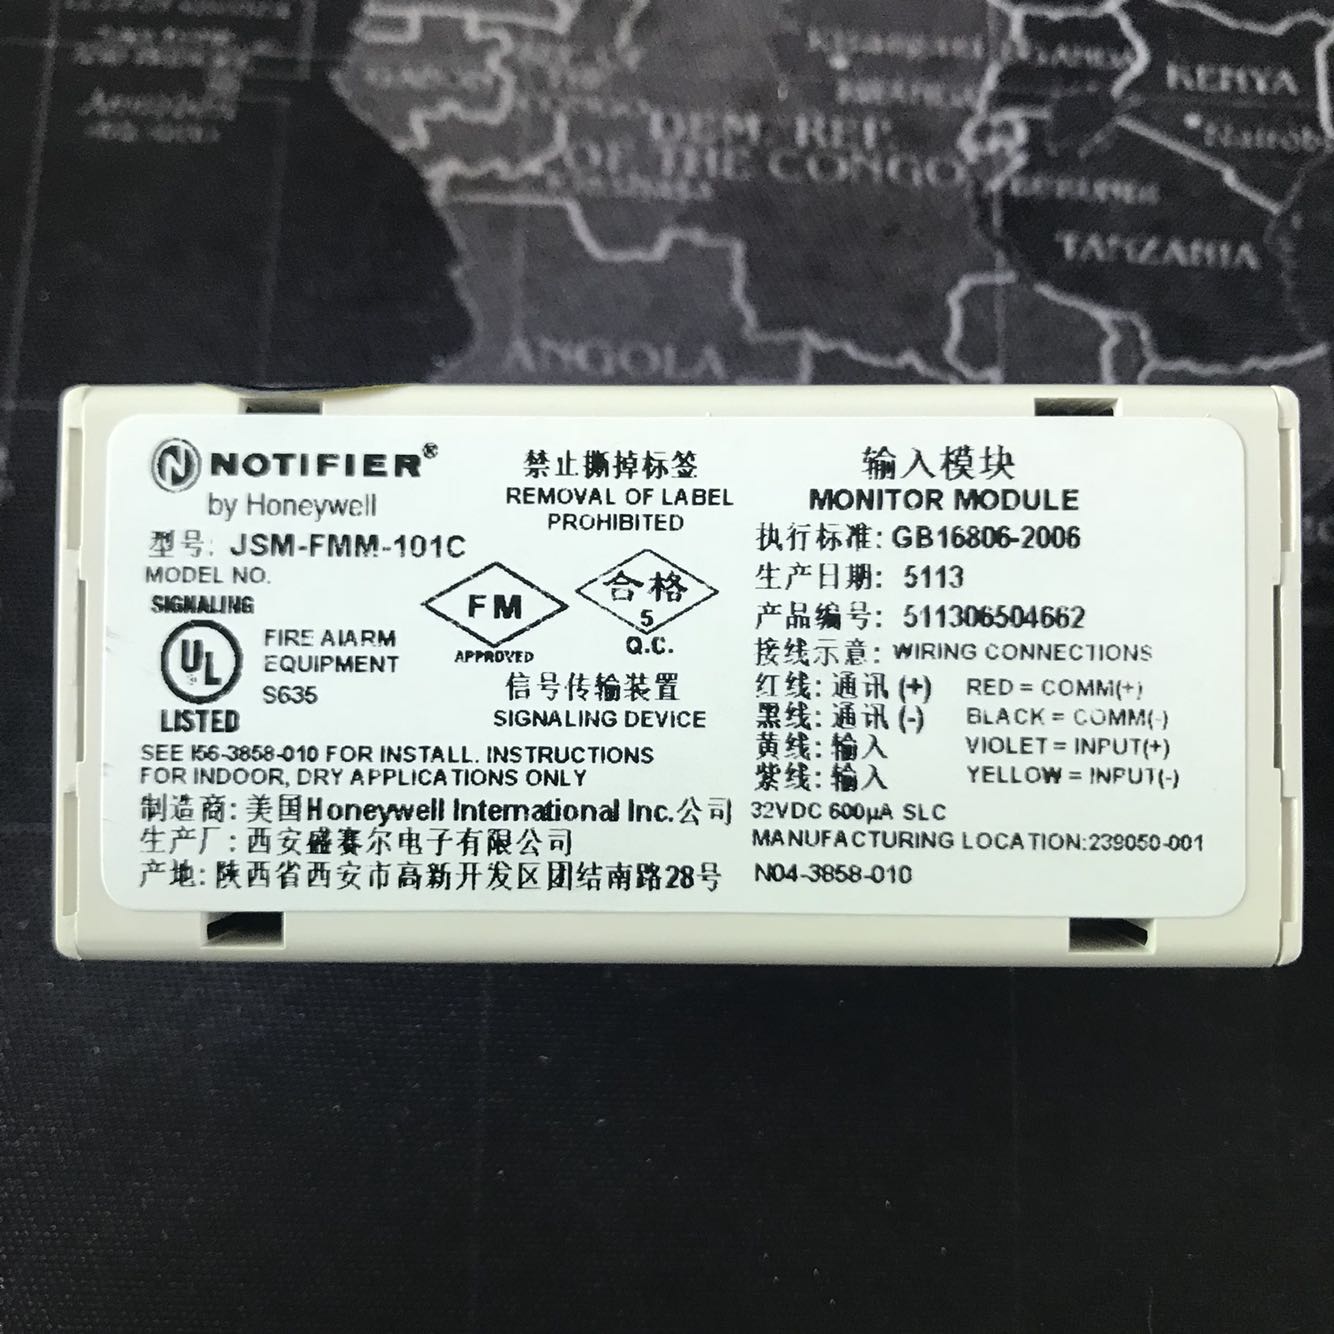 KENYA
Nairobi
DEM. REP.
OF THE CONGO
TANZANIA
ANGOLA
NOTIFIER®
by Honeywell
型号: JSM-FMM-101C
MODEL NO.
SIGNALING
UL
LISTED
FIRE ALARM
EQUIPMENT
S635
禁止撕掉标签
REMOVAL OF LABEL
PROHIBITED
FM
APPROVED
合格
5
Q.C.
信号传输装置
SIGNALING DEVICE
SEE I56-3858-010 FOR INSTALL. INSTRUCTIONS
FOR INDOOR, DRY APPLICATIONS ONLY
制造商: 美国Honeywell International Inc.公司
生产厂: 西安盛赛尔电子有限公司
产地: 陕西省西安市高新开发区团结南路28号
输入模块
MONITOR MODULE
执行标准: GB16806-2006
生产日期: 5113
产品编号: 511306504662
接线示意: WIRING CONNECTIONS
红线: 通讯 (+) RED = COMM(+)
黑线: 通讯 (-) BLACK = COMM(-)
黄线: 输入 VIOLET = INPUT(+)
紫线: 输入 YELLOW = INPUT(-)
32VDC 600µA SLC
MANUFACTURING LOCATION:239050-001
N04-3858-010